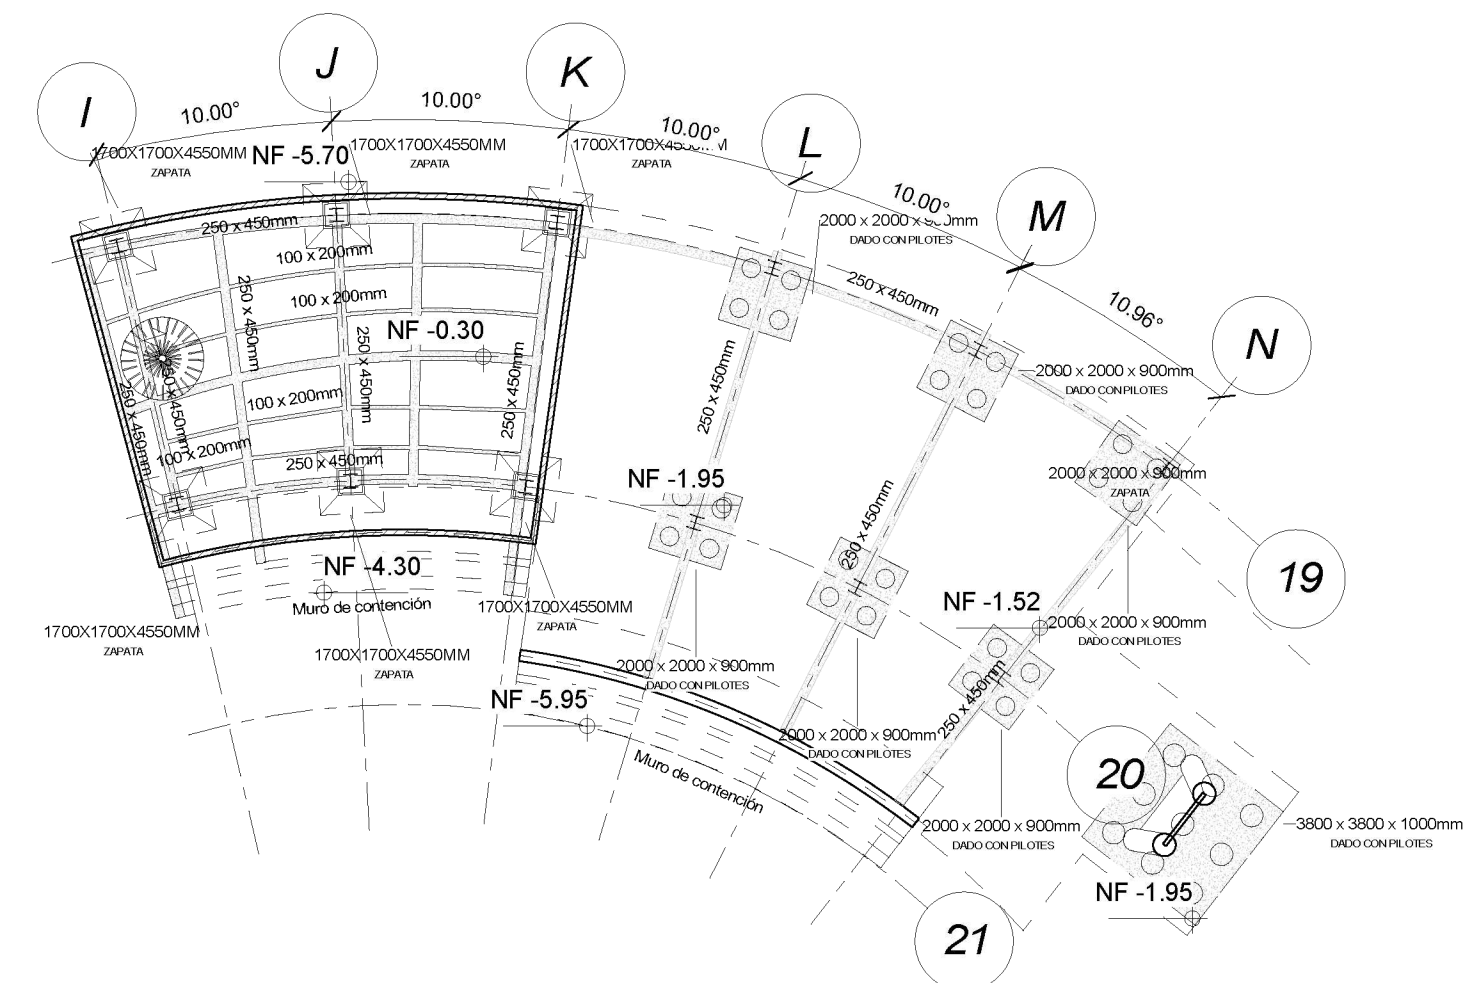 I
J
K
L
M
N
10.00°
10.00°
10.00°
10.00°
10.96°
1700X1700X4550MM
ZAPATA
NF -5.70
1700X1700X4550MM
ZAPATA
ZAPATA
DADO CON PILOTES
250 x 450mm
100 x 200mm
100 x 200mm
250 x 450mm
250 x 450mm
NF -0.30
250 x 450mm
250 x 450mm
250 x 450mm
250 x 450mm
100 x 200mm
100 x 200mm
250 x 450mm
250 x 450mm
2000 x 2000 x 900mm
DADO CON PILOTES
2000 x 2000 x 900mm
ZAPATA
NF -1.95
250 x 450mm
19
NF -4.30
Muro de contención
1700X1700X4550MM
ZAPATA
NF -1.52
2000 x 2000 x 900mm
DADO CON PILOTES
1700X1700X4550MM
ZAPATA
1700X1700X4550MM
ZAPATA
2000 x 2000 x 900mm
DADO CON PILOTES
NF -5.95
250 x 450mm
2000 x 2000 x 900mm
DADO CON PILOTES
Muro de contención
20
2000 x 2000 x 900mm
DADO CON PILOTES
3800 x 3800 x 1000mm
DADO CON PILOTES
NF -1.95
21